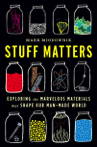 MARK MIODOWNIK
STUFF MATTERS
EXPLORING THE MARVELOUS MATERIALS
THAT SHAPE OUR MAN-MADE WORLD